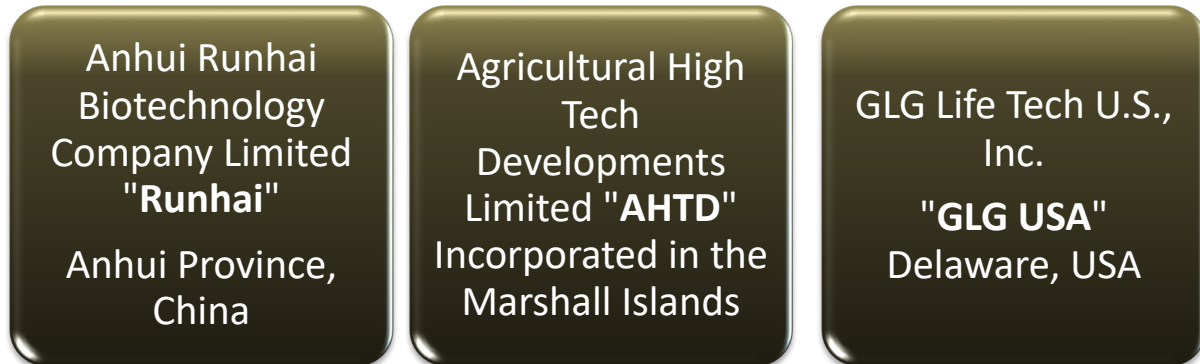 Anhui Runhai
Biotechnology
Company Limited
"Runhai"
Anhui Province,
China
Agricultural High
Tech
Developments
Limited "AHTD"
Incorporated in the
Marshall Islands
GLG Life Tech U.S.,
Inc.
"GLG USA"
Delaware, USA